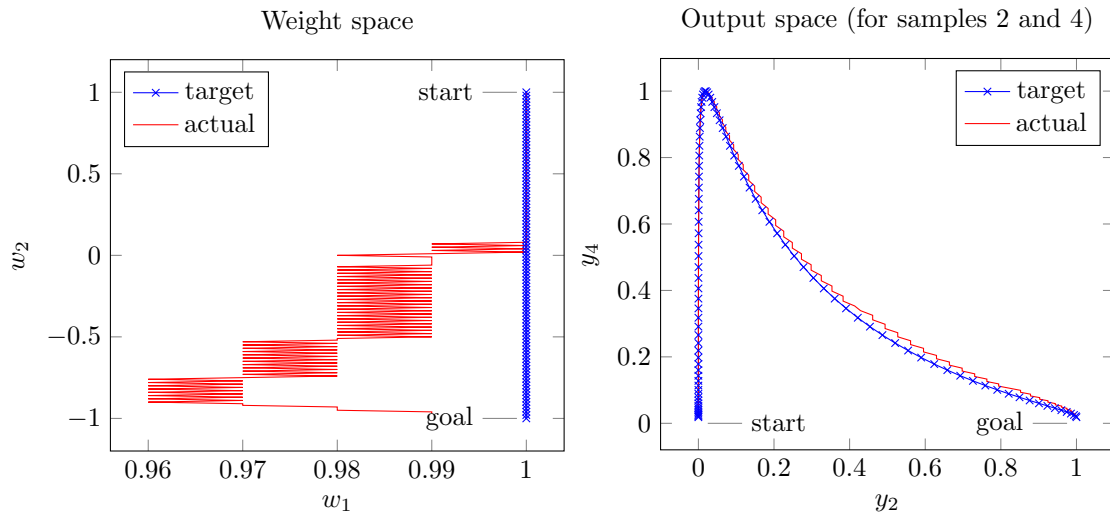 Weight space
target
actual
start
goal
1
0.5
0
−0.5
−1
w2
0.96
0.97
0.98
0.99
1
w1
Output space (for samples 2 and 4)
target
actual
start
goal
1
0.8
0.6
0.4
0.2
0
y4
0
0.2
0.4
0.6
0.8
1
y2